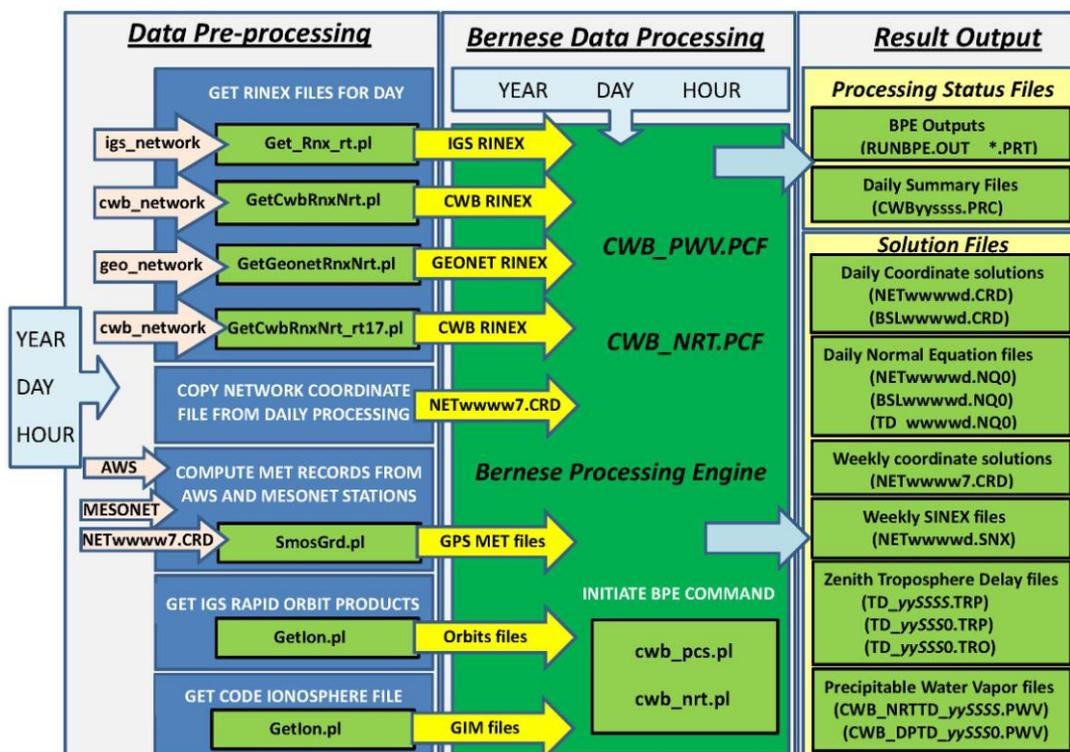 Data Pre-processing
GET RINEX FILES FOR DAY
igs_network
Get_Rnx_rt.pl
IGS RINEX
cwb_network
GetCwbRnxNrt.pl
CWB RINEX
geo_network
GetGeonetRnxNrt.pl
GEONET RINEX
cwb_network
GetCwbRnxNrt_rt17.pl
CWB RINEX
YEAR
DAY
HOUR
COPY NETWORK COORDINATE
FILE FROM DAILY PROCESSING
NETwwww7.CRD
AWS
MESONET
NETwwww7.CRD
COMPUTE MET RECORDS FROM
AWS AND MESONET STATIONS
SmosGrd.pl
GPS MET files
GET IGS RAPID ORBIT PRODUCTS
GetIon.pl
Orbits files
GET CODE IONOSPHERE FILE
GetIon.pl
GIM files
Bernese Data Processing
YEAR DAY HOUR
CWB_PWV.PCF
CWB_NRT.PCF
Bernese Processing Engine
INITIATE BPE COMMAND
cwb_pcs.pl
cwb_nrt.pl
Result Output
Processing Status Files
BPE Outputs
(RUNBPE.OUT *.PRT)
Daily Summary Files
(CWByyssss.PRC)
Solution Files
Daily Coordinate solutions
(NETwwwwd.CRD)
(BSLwwwwd.CRD)
Daily Normal Equation files
(NETwwwwd.NQ0)
(BSLwwwwd.NQ0)
(TD_wwwwd.NQ0)
Weekly coordinate solutions
(NETwwww7.CRD)
Weekly SINEX files
(NETwwwwd.SNX)
Zenith Troposphere Delay files
(TD_yySSSS.TRP)
(TD_yySSS0.TRP)
(TD_yySSS0.TRO)
Precipitable Water Vapor files
(CWB_NRTTD_yySSSS.PWV)
(CWB_DPTD_yySSS0.PWV)